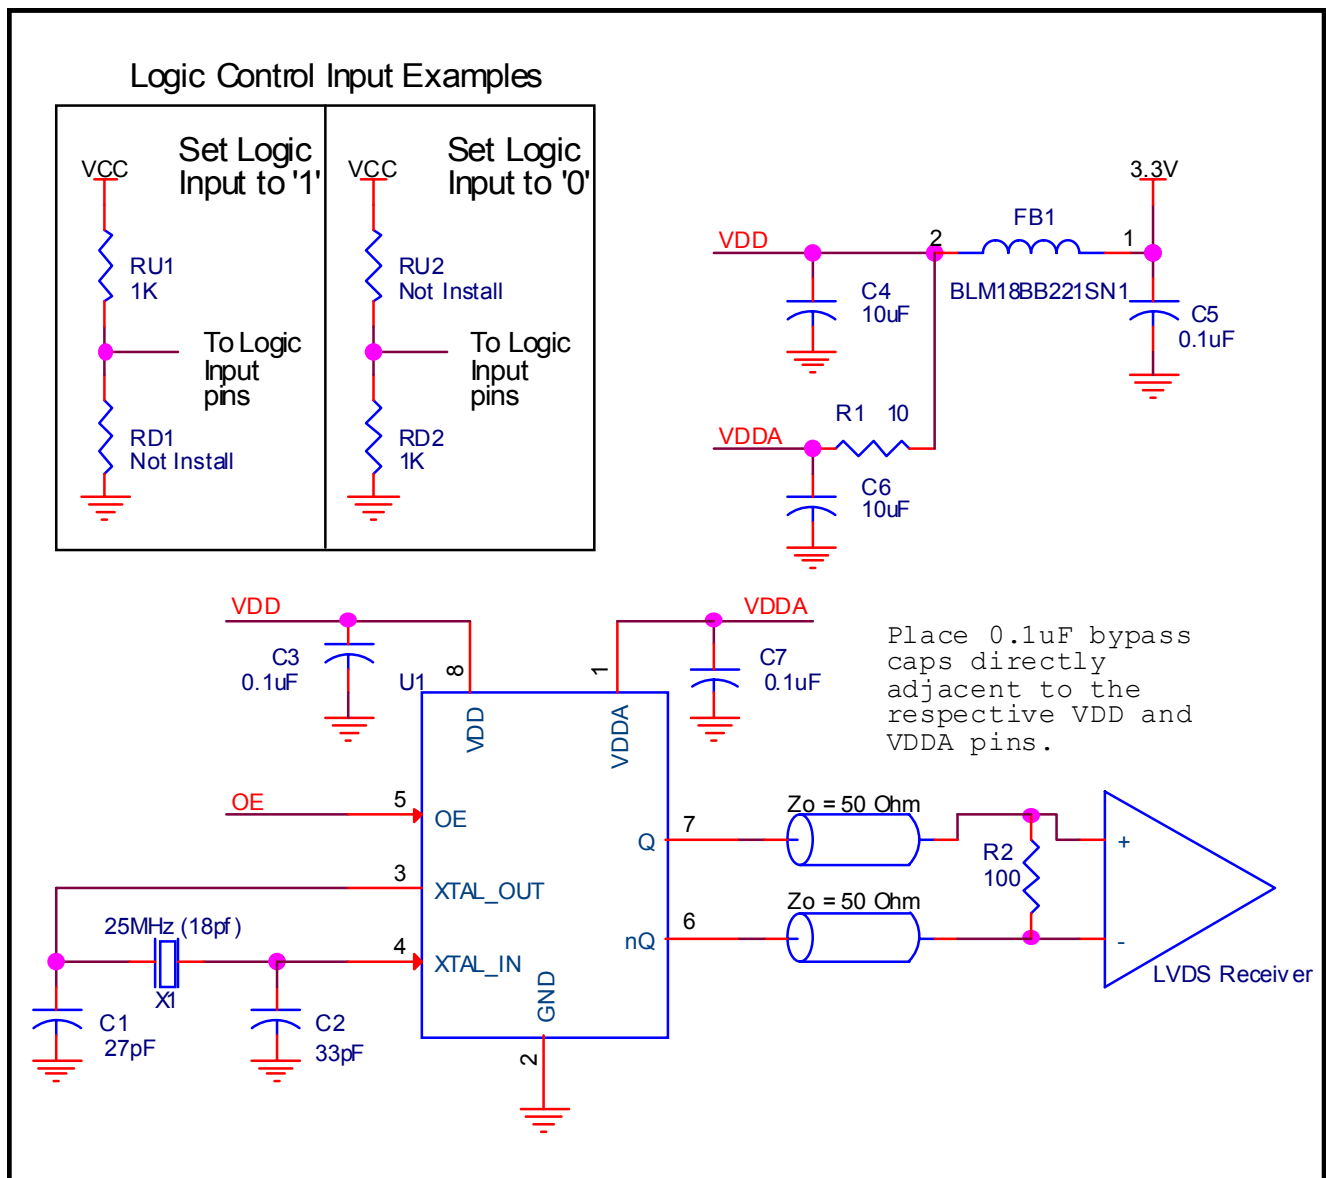 Logic Control Input Examples
Set Logic
Input to '1'
VCC
RU1
1K
To Logic
Input
pins
RD1
Not Install
Set Logic
Input to '0'
VCC
RU2
Not Install
To Logic
Input
pins
RD2
1K
3.3V
VDD
2
FB1
1
BLM18BB221SN1
C4
10uF
C5
0.1uF
R1 10
VDDA
C6
10uF
VDD
C3
0.1uF
U1
8
VDD
1
VDDA
VDDA
C7
0.1uF
Place 0.1uF bypass
caps directly
adjacent to the
respective VDD and
VDDA pins.
OE
5
OE
3
XTAL_OUT
25MHz (18pf)
X1
4
XTAL_IN
C1
27pF
C2
33pF
GND
2
Q
7
nQ
6
Zo = 50 Ohm
Zo = 50 Ohm
R2
100
+
-
LVDS Receiver